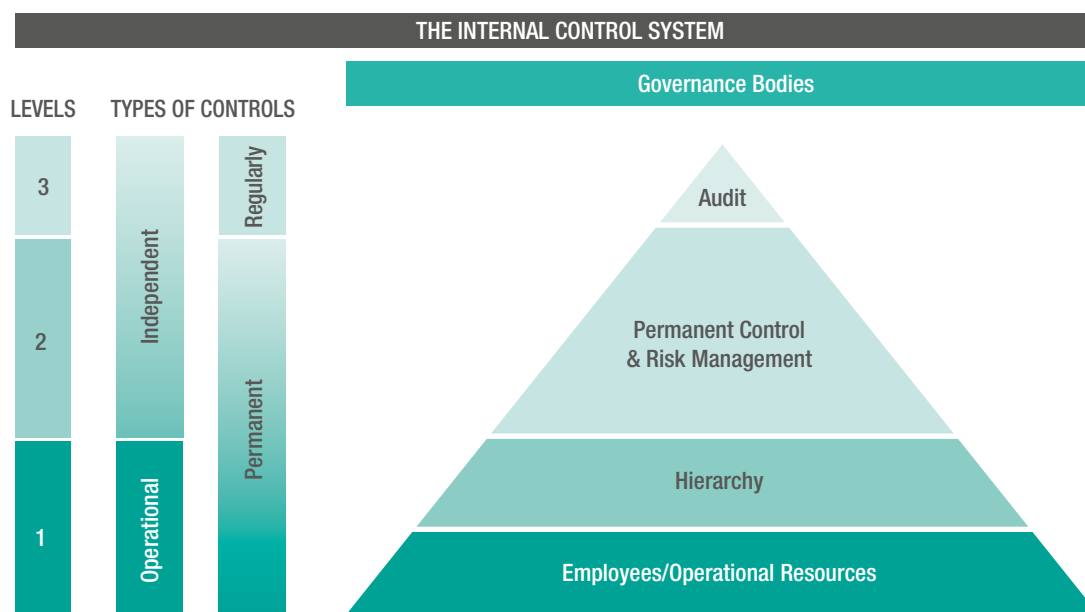 THE INTERNAL CONTROL SYSTEM
Governance Bodies
LEVELS
TYPES OF CONTROLS
3
2
1
Independent
Operational
Regularly
Permanent
Audit
Permanent Control
& Risk Management
Hierarchy
Employees/Operational Resources